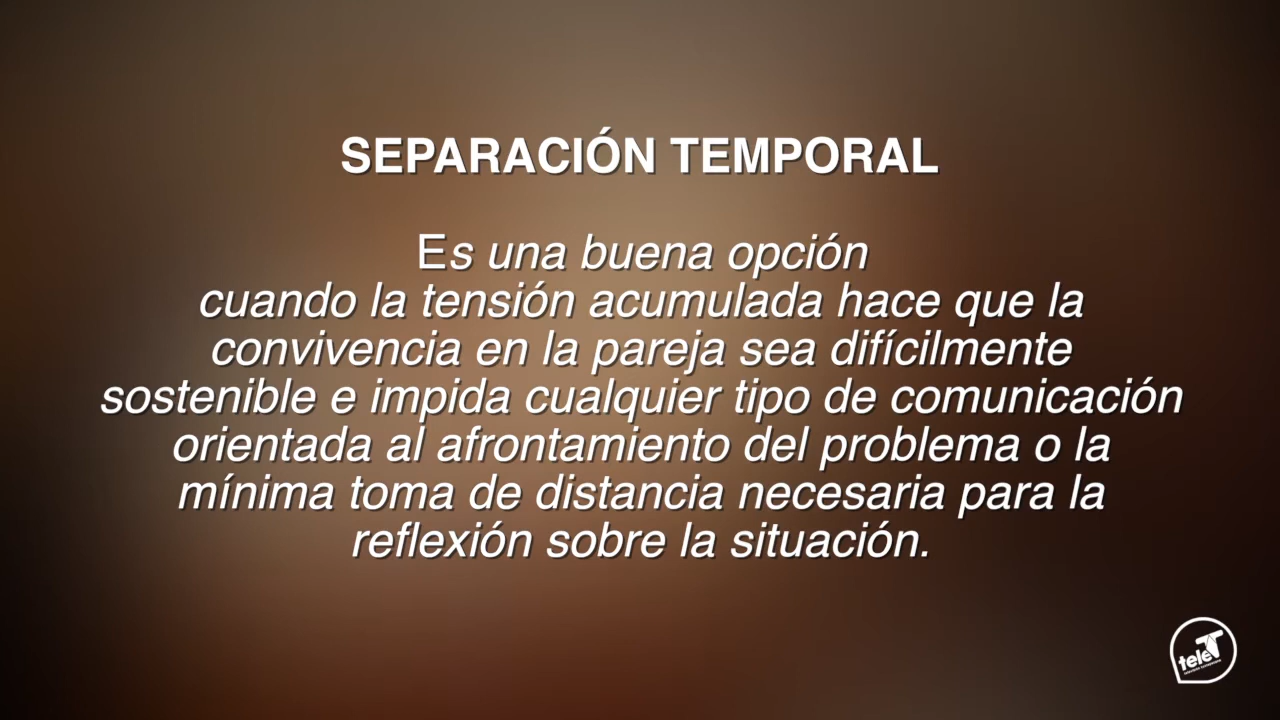 SEPARACIÓN TEMPORAL
Es una buena opción
cuando la tensión acumulada hace que la
convivencia en la pareja sea difícilmente
sostenible e impida cualquier tipo de comunicación
orientada al afrontamiento del problema o la
mínima toma de distancia necesaria para la
reflexión sobre la situación.
teleT